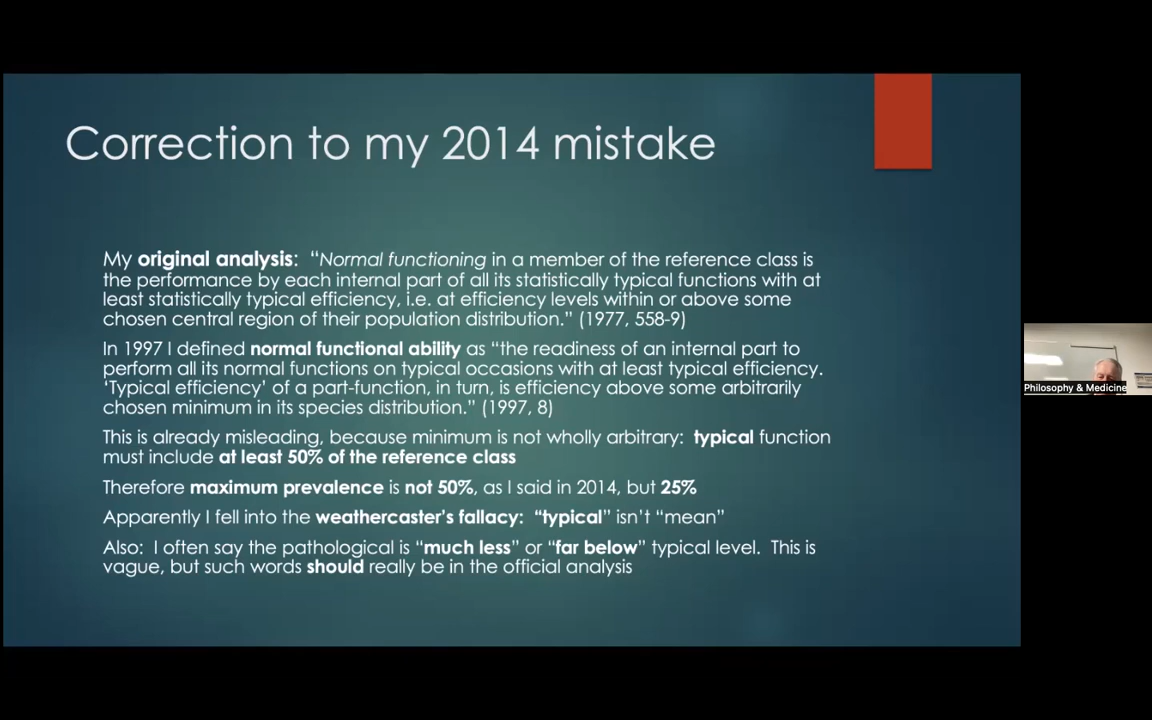 Correction to my 2014 mistake
My original analysis: “Normal functioning in a member of the reference class is
the performance by each internal part of all its statistically typical functions with at
least statistically typical efficiency, i.e. at efficiency levels within or above some
chosen central region of their population distribution.” (1977, 558-9)
In 1997 I defined normal functional ability as “the readiness of an internal part to
perform all its normal functions on typical occasions with at least typical efficiency.
‘Typical efficiency’ of a part-function, in turn, is efficiency above some arbitrarily
chosen minimum in its species distribution.” (1997, 8)
This is already misleading, because minimum is not wholly arbitrary: typical function
must include at least 50% of the reference class
Therefore maximum prevalence is not 50%, as I said in 2014, but 25%
Apparently I fell into the weathercaster's fallacy: “typical” isn't “mean”
Also: I often say the pathological is “much less” or “far below” typical level. This is
vague, but such words should really be in the official analysis
Philosophy & Medicine